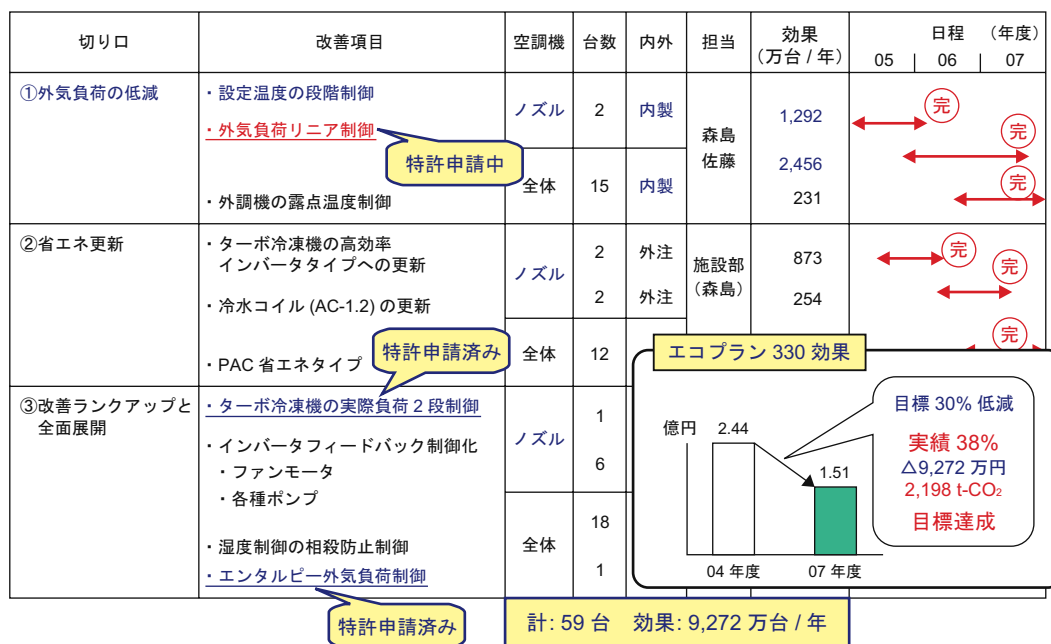 切り口 改善項目 空調機 台数 内外 担当 効果 （万台 / 年） 日程 （年度）
05 | 06 | 07
①外気負荷の低減 ・設定温度の段階制御 ノズル 2 内製 森島 佐藤 1,292 完
・外気負荷リニア制御 2,456 完
特許申請中
全体 15 内製
・外調機の露点温度制御 231 完
②省エネ更新 ・ターボ冷凍機の高効率 ノズル 2 外注 施設部 （森島） 873 完
インバータタイプへの更新
・冷水コイル (AC-1.2) の更新 2 外注 254 完
・PAC 省エネタイプ 全体 12 完
特許申請済み
③改善ランクアップと
全面展開
・ターボ冷凍機の実際負荷 2 段制御 ノズル 1
・インバータフィードバック制御化 6
・ファンモータ
・各種ポンプ
・湿度制御の相殺防止制御 全体 18
・エンタルピー外気負荷制御 1
特許申請済み
計: 59 台 効果: 9,272 万台 / 年
エコプラン 330 効果
億円 2.44
1.51
04 年度 07 年度
目標 30% 低減
実績 38%
△9,272 万円
2,198 t-CO₂
目標達成